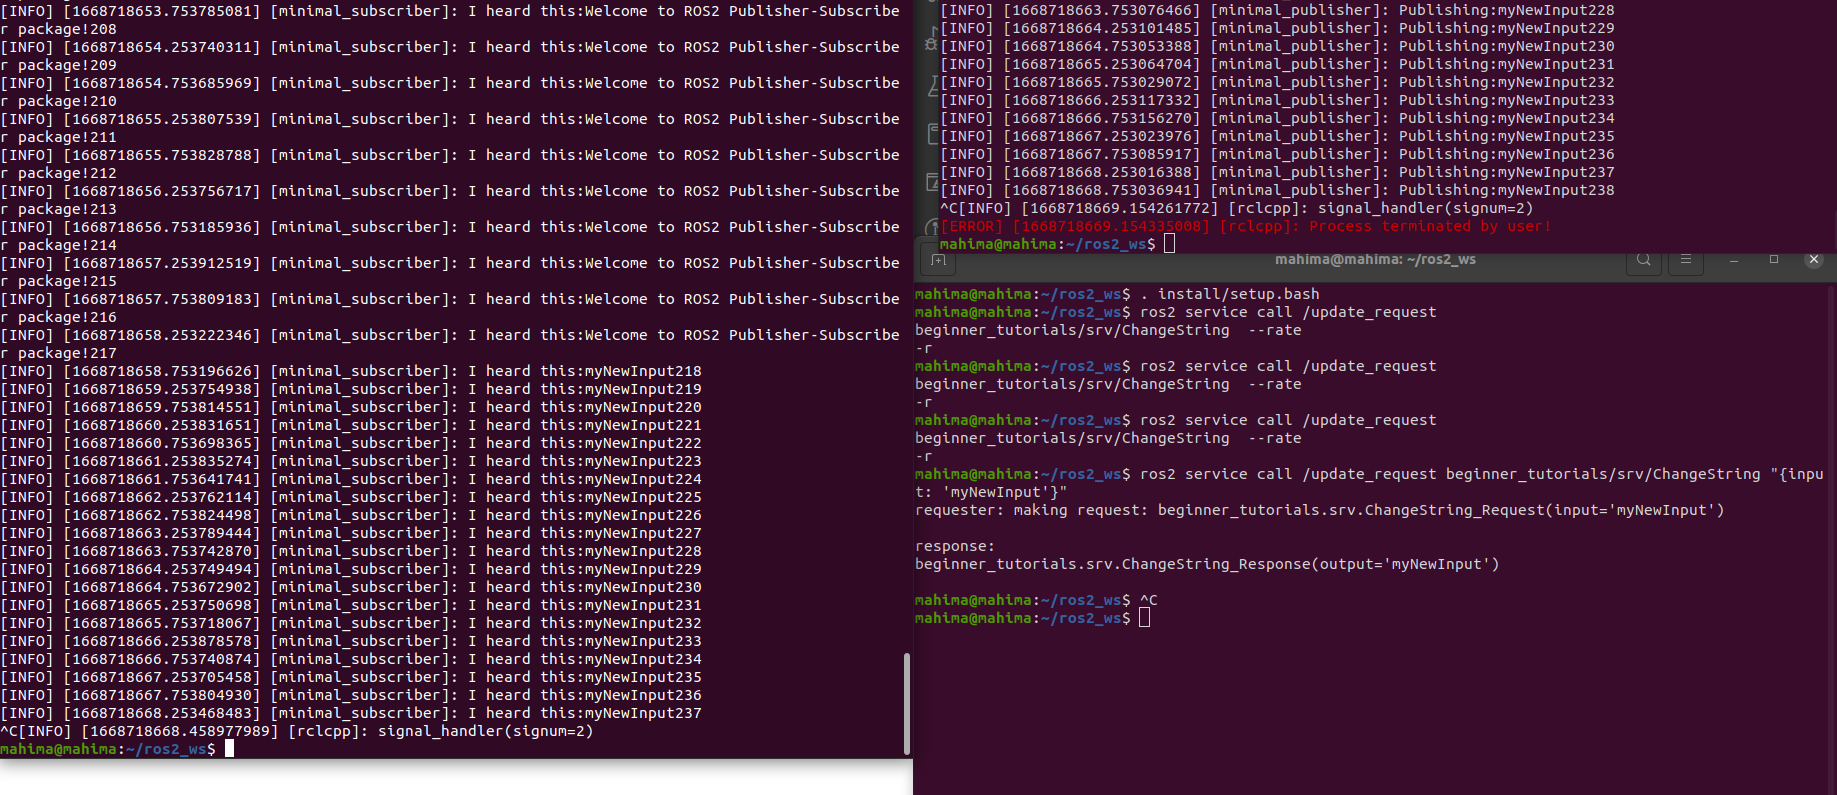 [INFO] [1668718653.753785081] [minimal_subscriber]: I heard this:Welcome to ROS2 Publisher-Subscribe
r package!208
[INFO] [1668718654.253740311] [minimal_subscriber]: I heard this:Welcome to ROS2 Publisher-Subscribe
r package!209
[INFO] [1668718654.753685969] [minimal_subscriber]: I heard this:Welcome to ROS2 Publisher-Subscribe
r package!210
[INFO] [1668718655.253807539] [minimal_subscriber]: I heard this:Welcome to ROS2 Publisher-Subscribe
r package!211
[INFO] [1668718655.753828788] [minimal_subscriber]: I heard this:Welcome to ROS2 Publisher-Subscribe
r package!212
[INFO] [1668718656.253756717] [minimal_subscriber]: I heard this:Welcome to ROS2 Publisher-Subscribe
r package!213
[INFO] [1668718656.753185936] [minimal_subscriber]: I heard this:Welcome to ROS2 Publisher-Subscribe
r package!214
[INFO] [1668718657.253912519] [minimal_subscriber]: I heard this:Welcome to ROS2 Publisher-Subscribe
r package!215
[INFO] [1668718657.753809183] [minimal_subscriber]: I heard this:Welcome to ROS2 Publisher-Subscribe
r package!216
[INFO] [1668718658.253222346] [minimal_subscriber]: I heard this:Welcome to ROS2 Publisher-Subscribe
r package!217
[INFO] [1668718658.753196626] [minimal_subscriber]: I heard this:myNewInput218
[INFO] [1668718659.253754938] [minimal_subscriber]: I heard this:myNewInput219
[INFO] [1668718659.753814551] [minimal_subscriber]: I heard this:myNewInput220
[INFO] [1668718660.253831651] [minimal_subscriber]: I heard this:myNewInput221
[INFO] [1668718660.753698365] [minimal_subscriber]: I heard this:myNewInput222
[INFO] [1668718661.253835274] [minimal_subscriber]: I heard this:myNewInput223
[INFO] [1668718661.753641741] [minimal_subscriber]: I heard this:myNewInput224
[INFO] [1668718662.253762114] [minimal_subscriber]: I heard this:myNewInput225
[INFO] [1668718662.753824498] [minimal_subscriber]: I heard this:myNewInput226
[INFO] [1668718663.253789444] [minimal_subscriber]: I heard this:myNewInput227
[INFO] [1668718663.753742870] [minimal_subscriber]: I heard this:myNewInput228
[INFO] [1668718664.253749494] [minimal_subscriber]: I heard this:myNewInput229
[INFO] [1668718664.753672902] [minimal_subscriber]: I heard this:myNewInput230
[INFO] [1668718665.253750698] [minimal_subscriber]: I heard this:myNewInput231
[INFO] [1668718665.753718067] [minimal_subscriber]: I heard this:myNewInput232
[INFO] [1668718666.253878578] [minimal_subscriber]: I heard this:myNewInput233
[INFO] [1668718666.753740874] [minimal_subscriber]: I heard this:myNewInput234
[INFO] [1668718667.253705458] [minimal_subscriber]: I heard this:myNewInput235
[INFO] [1668718667.753804930] [minimal_subscriber]: I heard this:myNewInput236
[INFO] [1668718668.253468483] [minimal_subscriber]: I heard this:myNewInput237
^C[INFO] [1668718668.458977989] [rclcpp]: signal_handler(signum=2)
mahima@mahima:~/ros2_ws$
[INFO] [1668718663.753076466] [minimal_publisher]: Publishing:myNewInput228
[INFO] [1668718664.253101485] [minimal_publisher]: Publishing:myNewInput229
[INFO] [1668718664.753053388] [minimal_publisher]: Publishing:myNewInput230
[INFO] [1668718665.253064704] [minimal_publisher]: Publishing:myNewInput231
[INFO] [1668718665.753029072] [minimal_publisher]: Publishing:myNewInput232
[INFO] [1668718666.253117332] [minimal_publisher]: Publishing:myNewInput233
[INFO] [1668718666.753156270] [minimal_publisher]: Publishing:myNewInput234
[INFO] [1668718667.253023976] [minimal_publisher]: Publishing:myNewInput235
[INFO] [1668718667.753085917] [minimal_publisher]: Publishing:myNewInput236
[INFO] [1668718668.253016388] [minimal_publisher]: Publishing:myNewInput237
[INFO] [1668718668.753036941] [minimal_publisher]: Publishing:myNewInput238
^C[INFO] [1668718669.154261772] [rclcpp]: signal_handler(signum=2)
[ERROR] [1668718669.154335008] [rclcpp]: Process terminated by user!
mahima@mahima:~/ros2_ws$
mahima@mahima: ~/ros2_ws
mahima@mahima:~/ros2_ws$ . install/setup.bash
mahima@mahima:~/ros2_ws$ ros2 service call /update_request
beginner_tutorials/srv/ChangeString  --rate
-r
mahima@mahima:~/ros2_ws$ ros2 service call /update_request
beginner_tutorials/srv/ChangeString  --rate
-r
mahima@mahima:~/ros2_ws$ ros2 service call /update_request
beginner_tutorials/srv/ChangeString  --rate
-r
mahima@mahima:~/ros2_ws$ ros2 service call /update_request beginner_tutorials/srv/ChangeString "{inpu
t: 'myNewInput'}"
requester: making request: beginner_tutorials.srv.ChangeString_Request(input='myNewInput')
response:
beginner_tutorials.srv.ChangeString_Response(output='myNewInput')
mahima@mahima:~/ros2_ws$ ^C
mahima@mahima:~/ros2_ws$